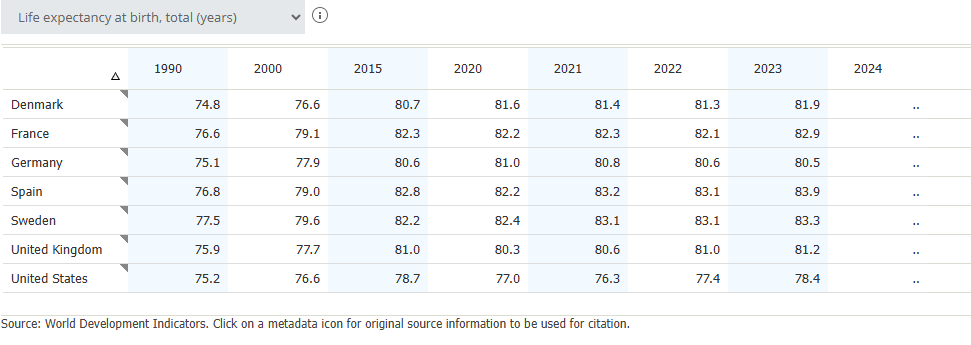 Life expectancy at birth, total (years)
1990 2000 2015 2020 2021 2022 2023 2024
Denmark 74.8 76.6 80.7 81.6 81.4 81.3 81.9 ..
France 76.6 79.1 82.3 82.2 82.3 82.1 82.9 ..
Germany 75.1 77.9 80.6 81.0 80.8 80.6 80.5 ..
Spain 76.8 79.0 82.8 82.2 83.2 83.1 83.9 ..
Sweden 77.5 79.6 82.2 82.4 83.1 83.1 83.3 ..
United Kingdom 75.9 77.7 81.0 80.3 80.6 81.0 81.2
United States 75.2 76.6 78.7 77.0 76.3 77.4 78.4 ..
Source: World Development Indicators. Click on a metadata icon for original source information to be used for citation.